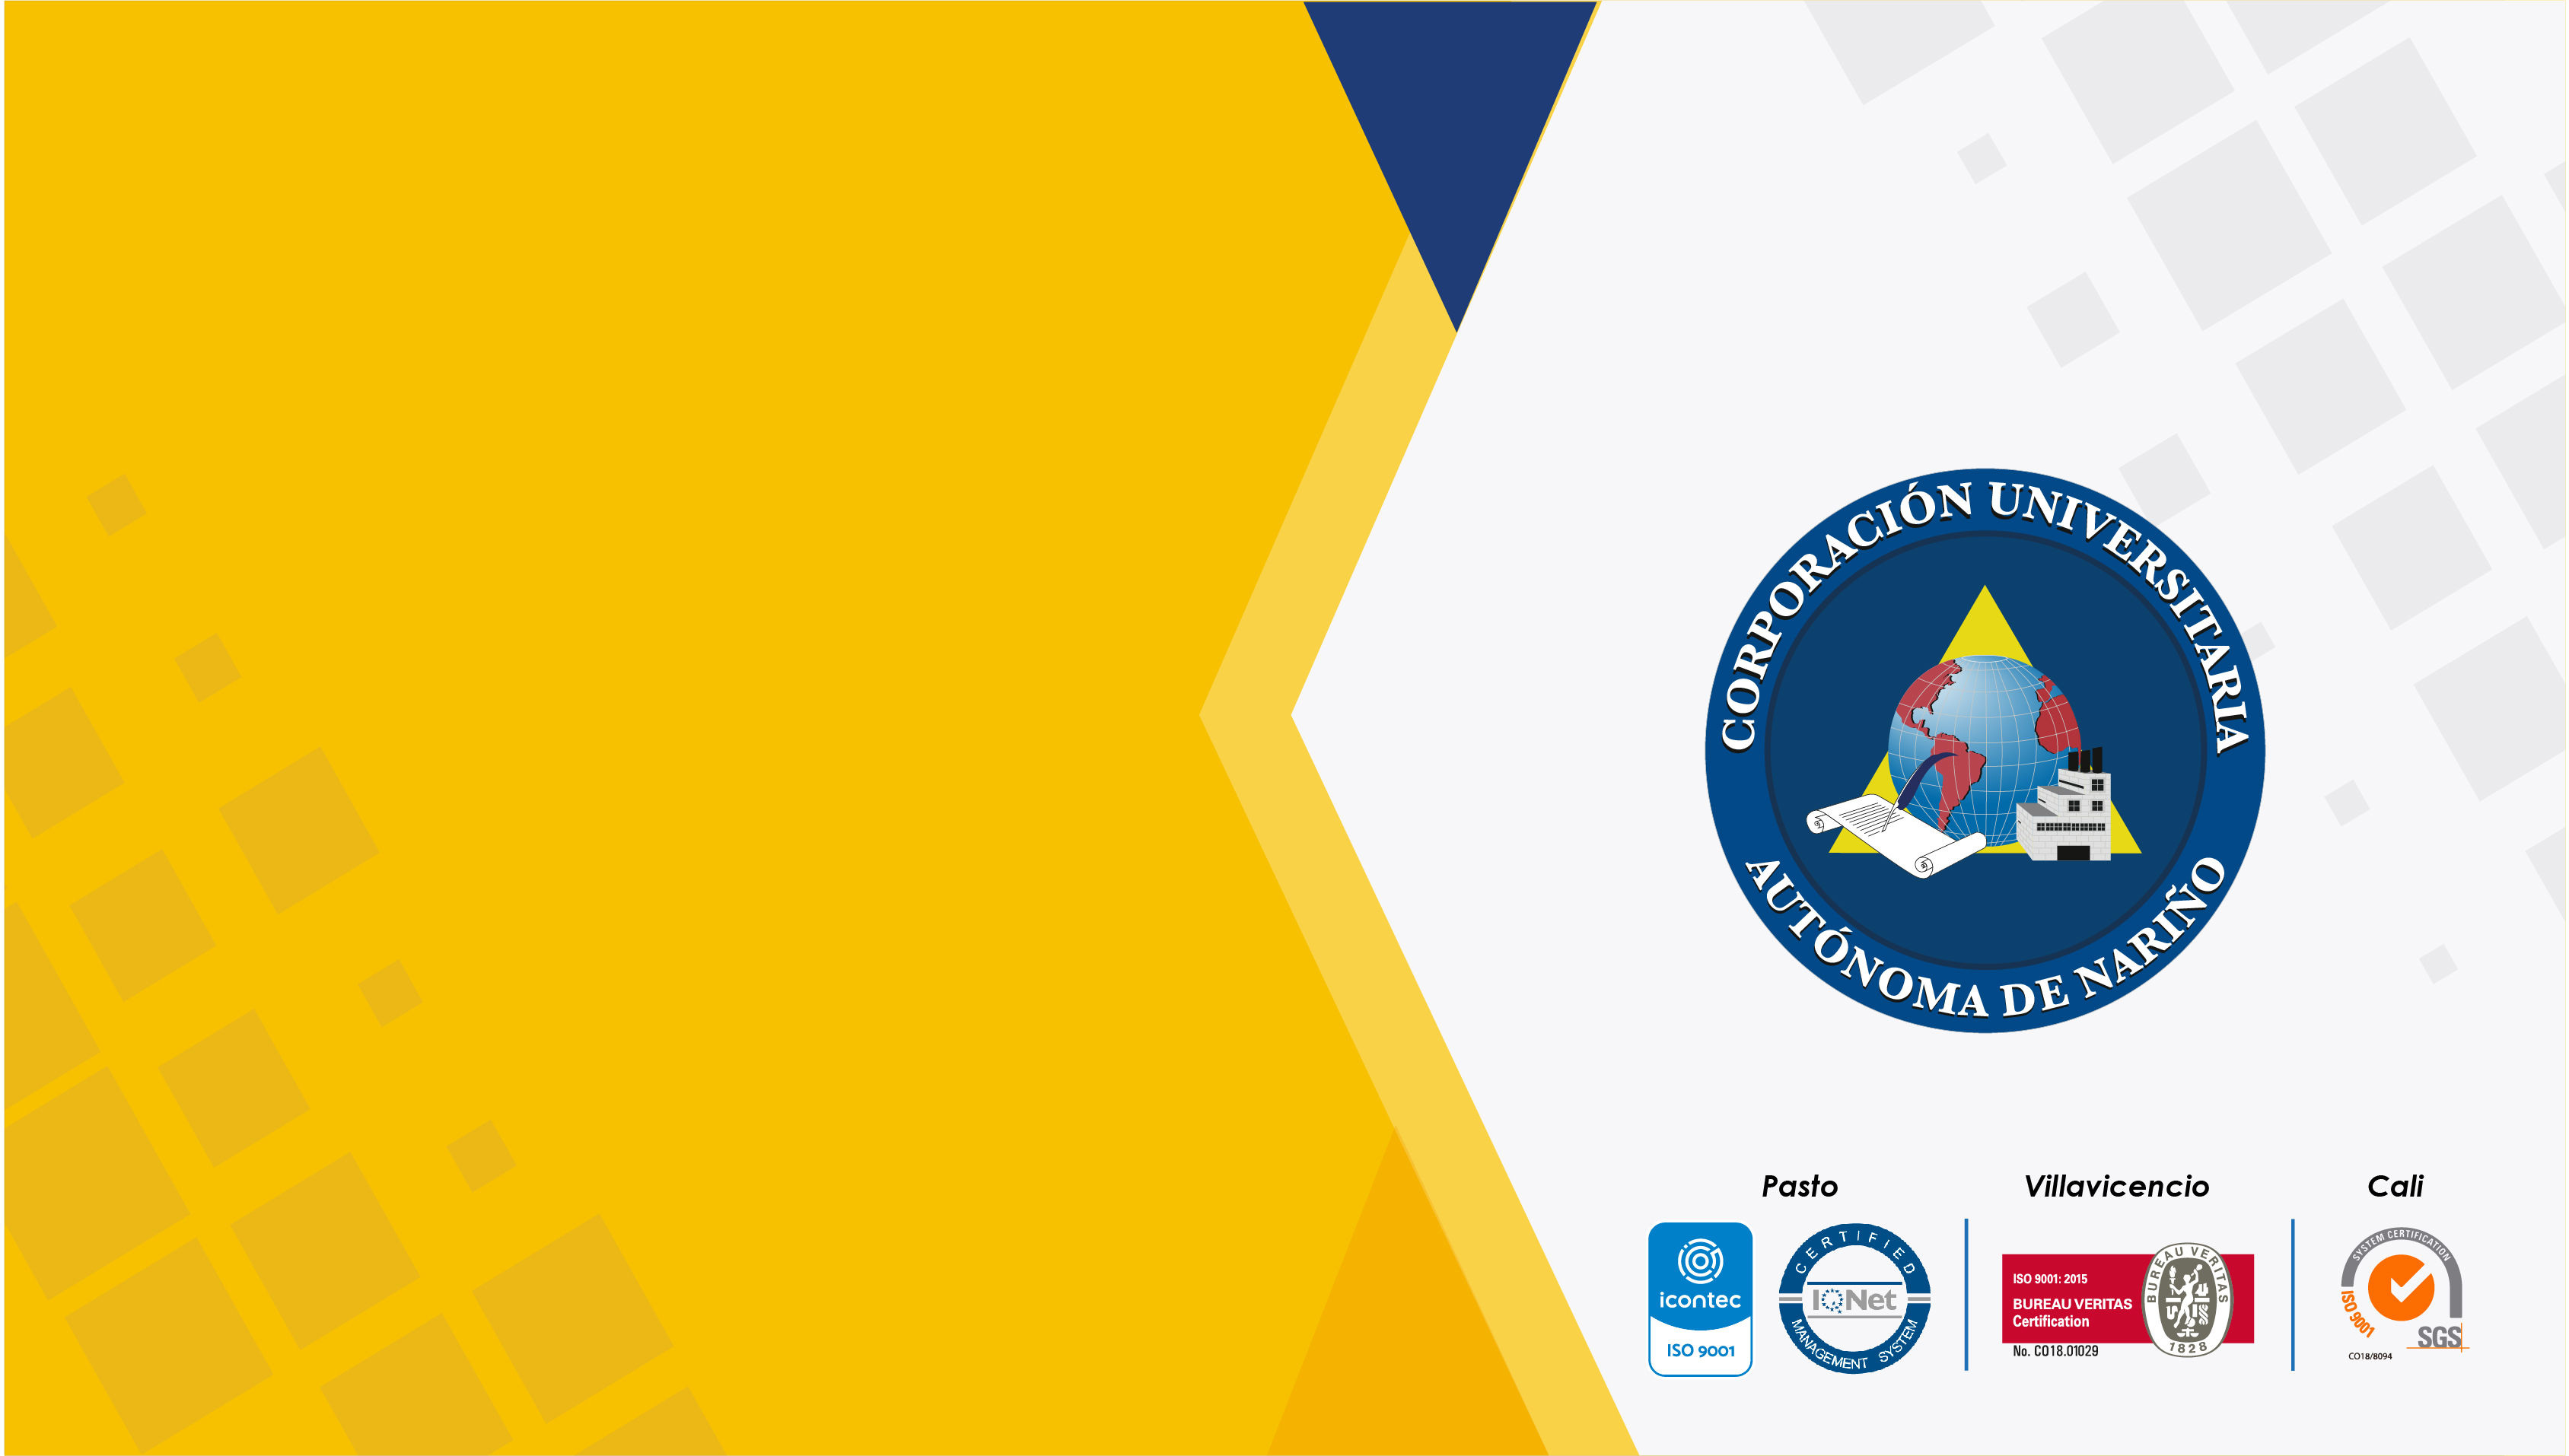 CORPORACIÓN UNIVERSITARIA
AUTÓNOMA DE NARIÑO
Pasto
icontec
ISO 9001
CERTIFIED
IQNet
MANAGEMENT SYSTEM
Villavicencio
ISO 9001: 2015
BUREAU VERITAS
Certification
BUREAU VERITAS
1828
No. CO18.01029
Cali
SYSTEM CERTIFICATION
ISO 9001
SGS
CO18/8094